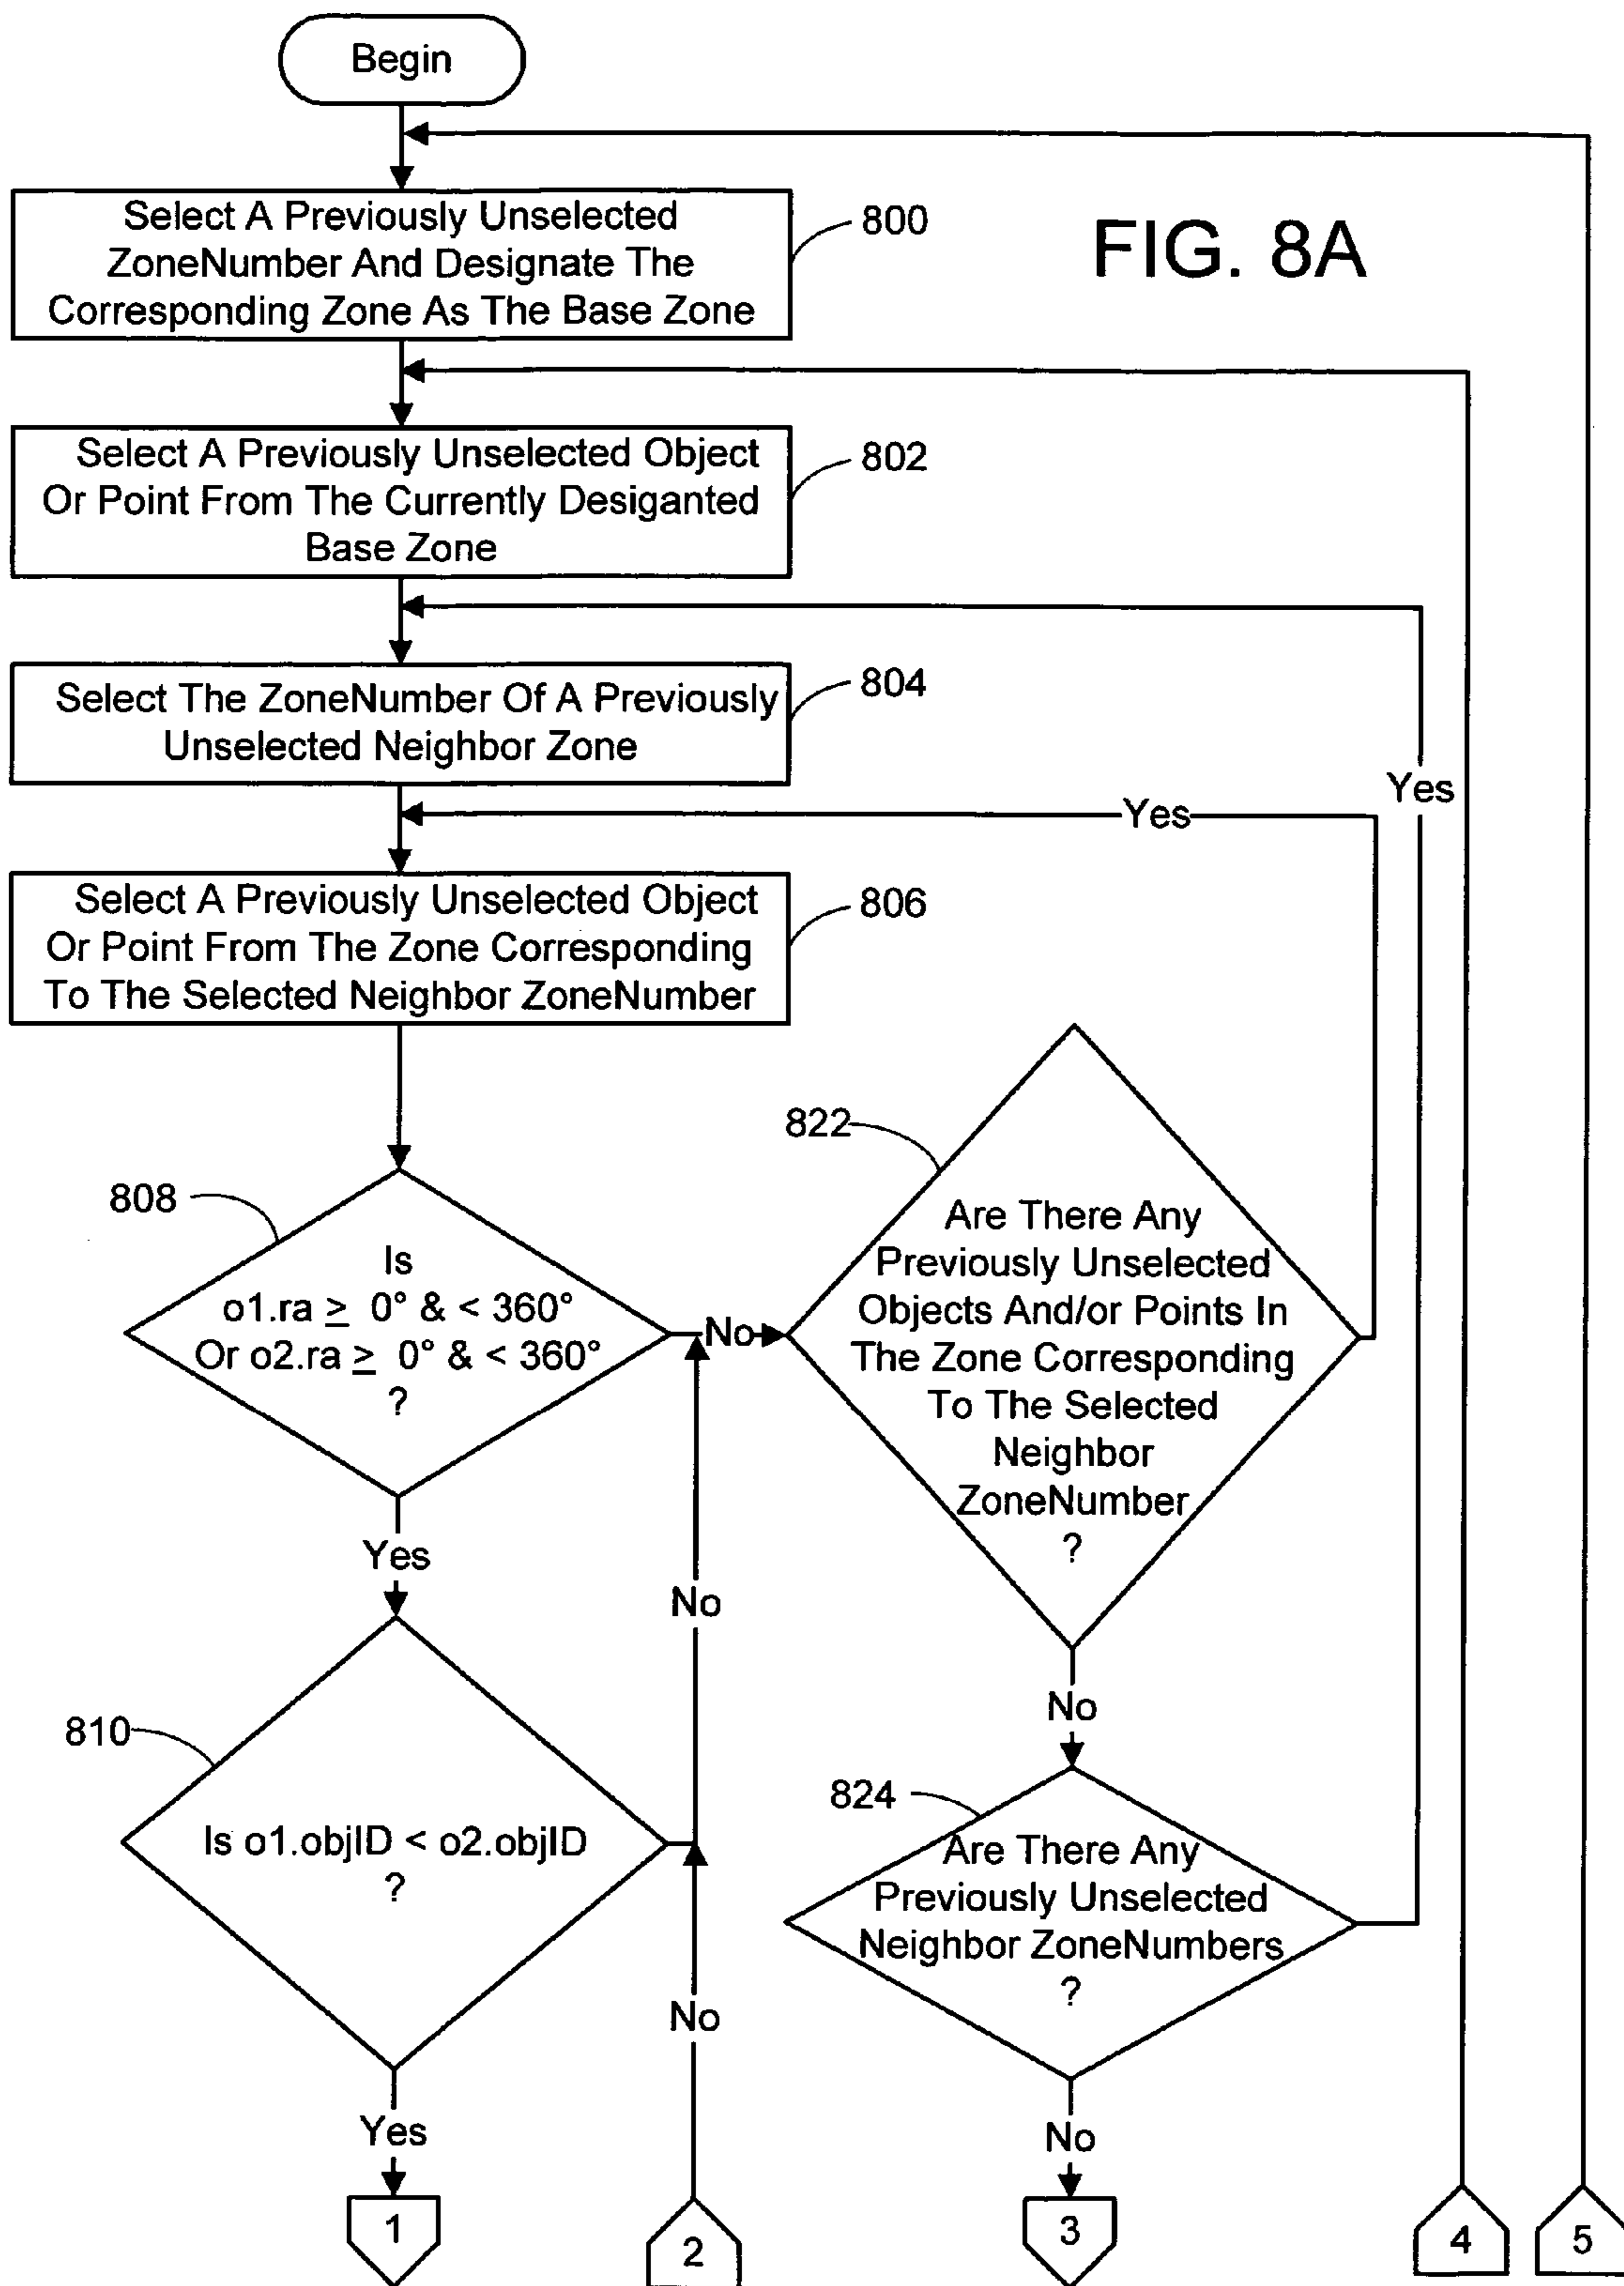 Begin
Select A Previously Unselected
ZoneNumber And Designate The
Corresponding Zone As The Base Zone
800
FIG. 8A
Select A Previously Unselected Object
Or Point From The Currently Desiganted
Base Zone
802
Select The ZoneNumber Of A Previously
Unselected Neighbor Zone
804
Yes
Yes
Select A Previously Unselected Object
Or Point From The Zone Corresponding
To The Selected Neighbor ZoneNumber
806
808
Is
o1.ra ≥ 0° & < 360°
Or o2.ra ≥ 0° & < 360°
?
No
822
Are There Any
Previously Unselected
Objects And/or Points In
The Zone Corresponding
To The Selected
Neighbor
ZoneNumber
?
Yes
No
No
810
Is o1.objID < o2.objID
?
824
Are There Any
Previously Unselected
Neighbor ZoneNumbers
?
No
Yes
No
1
2
3
4
5